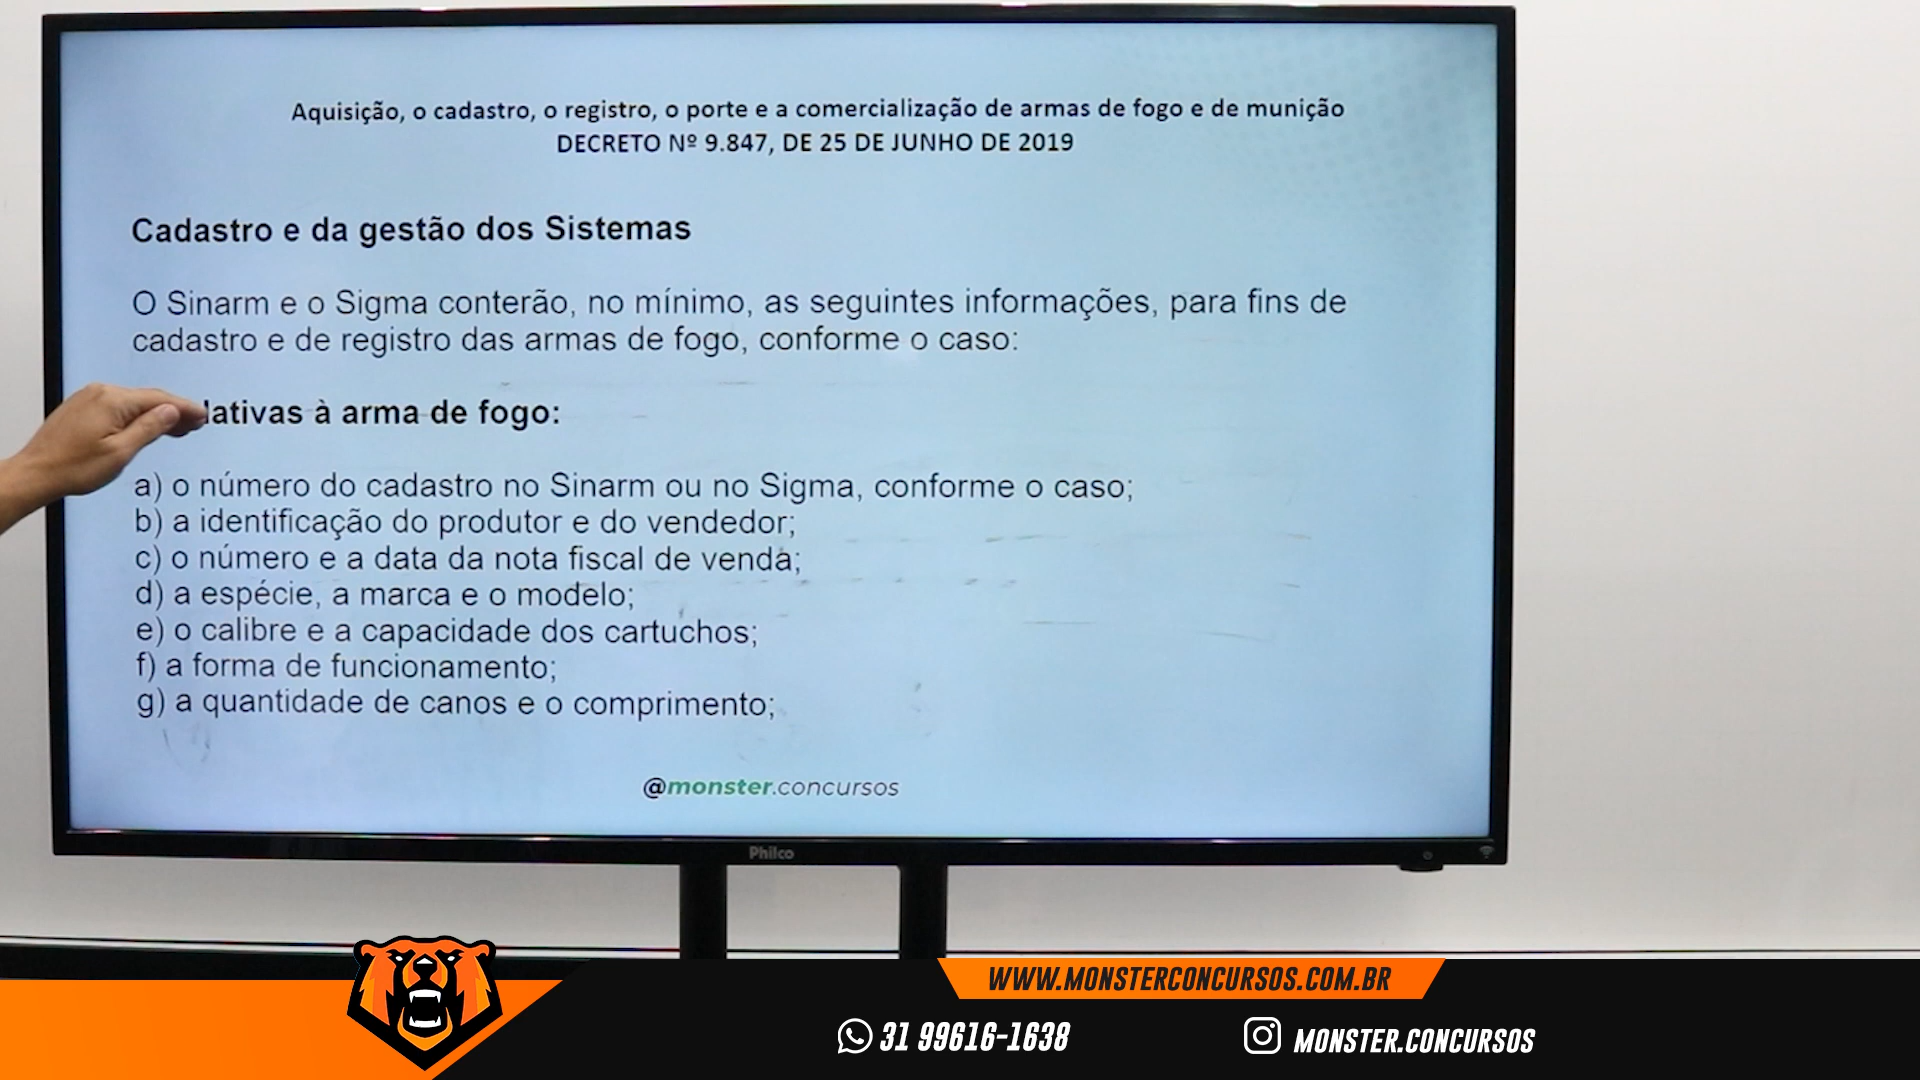 Aquisição, o cadastro, o registro, o porte e a comercialização de armas de fogo e de munição
DECRETO Nº 9.847, DE 25 DE JUNHO DE 2019
Cadastro e da gestão dos Sistemas
O Sinarm e o Sigma conterão, no mínimo, as seguintes informações, para fins de
cadastro e de registro das armas de fogo, conforme o caso:
lativas à arma de fogo:
a) o número do cadastro no Sinarm ou no Sigma, conforme o caso;
b) a identificação do produtor e do vendedor;
c) o número e a data da nota fiscal de venda;
d) a espécie, a marca e o modelo;
e) o calibre e a capacidade dos cartuchos;
f) a forma de funcionamento;
g) a quantidade de canos e o comprimento;
@monster.concursos
Philco
WWW.MONSTERCONCURSOS.COM.BR
31 99616-1638
MONSTER.CONCURSOS